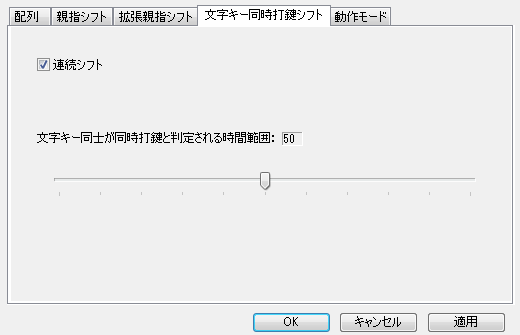 配列 親指シフト 拡張親指シフト 文字キー同時打鍵シフト 動作モード
連続シフト
文字キー同士が同時打鍵と判定される時間範囲: 50
OK キャンセル 適用